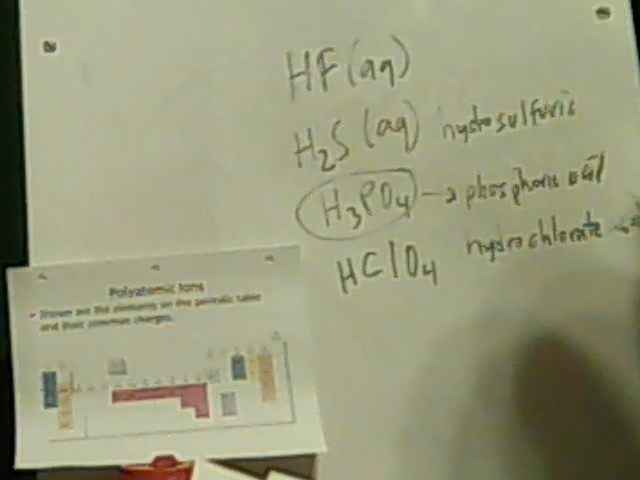 HF (aq)
H2S (aq) hydrosulfuric
H3PO4 → phosphoric acid
HClO4 hydrochlorate
Polyatomic Ions
Shown are the elements on the periodic table
and their common charges.